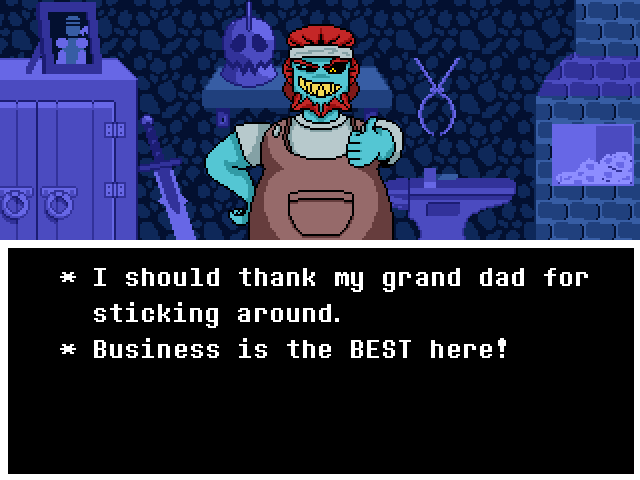 * I should thank my grand dad for
sticking around.
* Business is the BEST here!